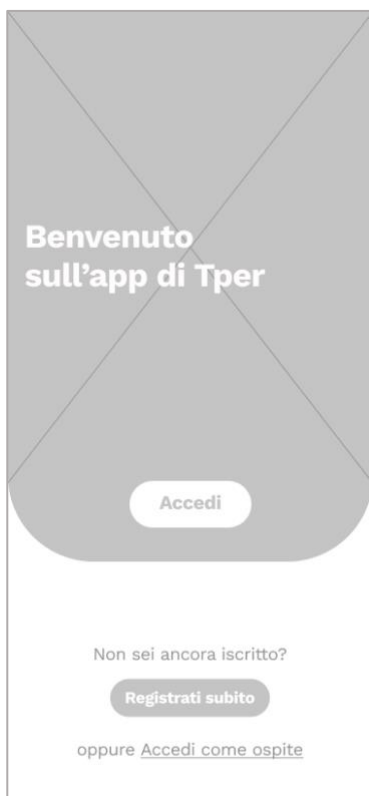 Benvenuto
sull’app di Tper
Accedi
Non sei ancora iscritto?
Registrati subito
oppure Accedi come ospite